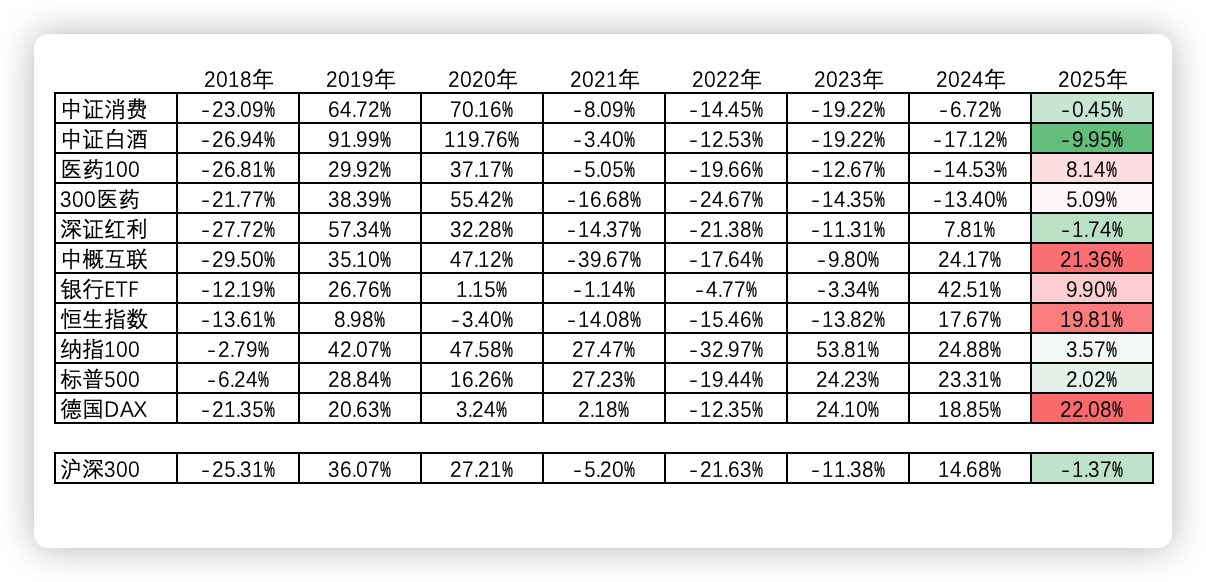 2018年 2019年 2020年 2021年 2022年 2023年 2024年 2025年
中证消费 -23.09% 64.72% 70.16% -8.09% -14.45% -19.22% -6.72% -0.45%
中证白酒 -26.94% 91.99% 119.76% -3.40% -12.53% -19.22% -17.12% -9.95%
医药100 -26.81% 29.92% 37.17% -5.05% -19.66% -12.67% -14.53% 8.14%
300医药 -21.77% 38.39% 55.42% -16.68% -24.67% -14.35% -13.40% 5.09%
深证红利 -27.72% 57.34% 32.28% -14.37% -21.38% -11.31% 7.81% -1.74%
中概互联 -29.50% 35.10% 47.12% -39.67% -17.64% -9.80% 24.17% 21.36%
银行ETF -12.19% 26.76% 1.15% -1.14% -4.77% -3.34% 42.51% 9.90%
恒生指数 -13.61% 8.98% -3.40% -14.08% -15.46% -13.82% 17.67% 19.81%
纳指100 -2.79% 42.07% 47.58% 27.47% -32.97% 53.81% 24.88% 3.57%
标普500 -6.24% 28.84% 16.26% 27.23% -19.44% 24.23% 23.31% 2.02%
德国DAX -21.35% 20.63% 3.24% 2.18% -12.35% 24.10% 18.85% 22.08%
沪深300 -25.31% 36.07% 27.21% -5.20% -21.63% -11.38% 14.68% -1.37%